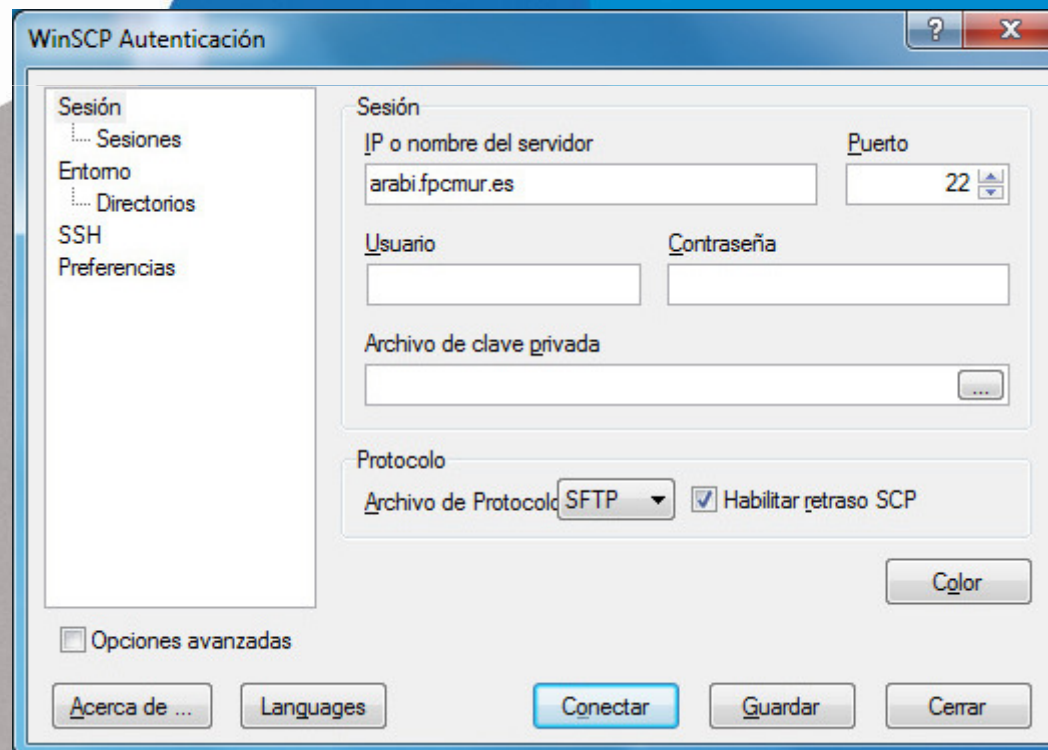 WinSCP Autenticación
Sesión
Sesiones
Entorno
Directorios
SSH
Preferencias
Opciones avanzadas
Sesión
IP o nombre del servidor
Puerto
arabi.fpcmur.es
22
Usuario
Contraseña
Archivo de clave privada
...
Protocolo
Archivo de Protocolo
SFTP
Habilitar retraso SCP
Color
Acerca de ...
Languages
Conectar
Guardar
Cerrar